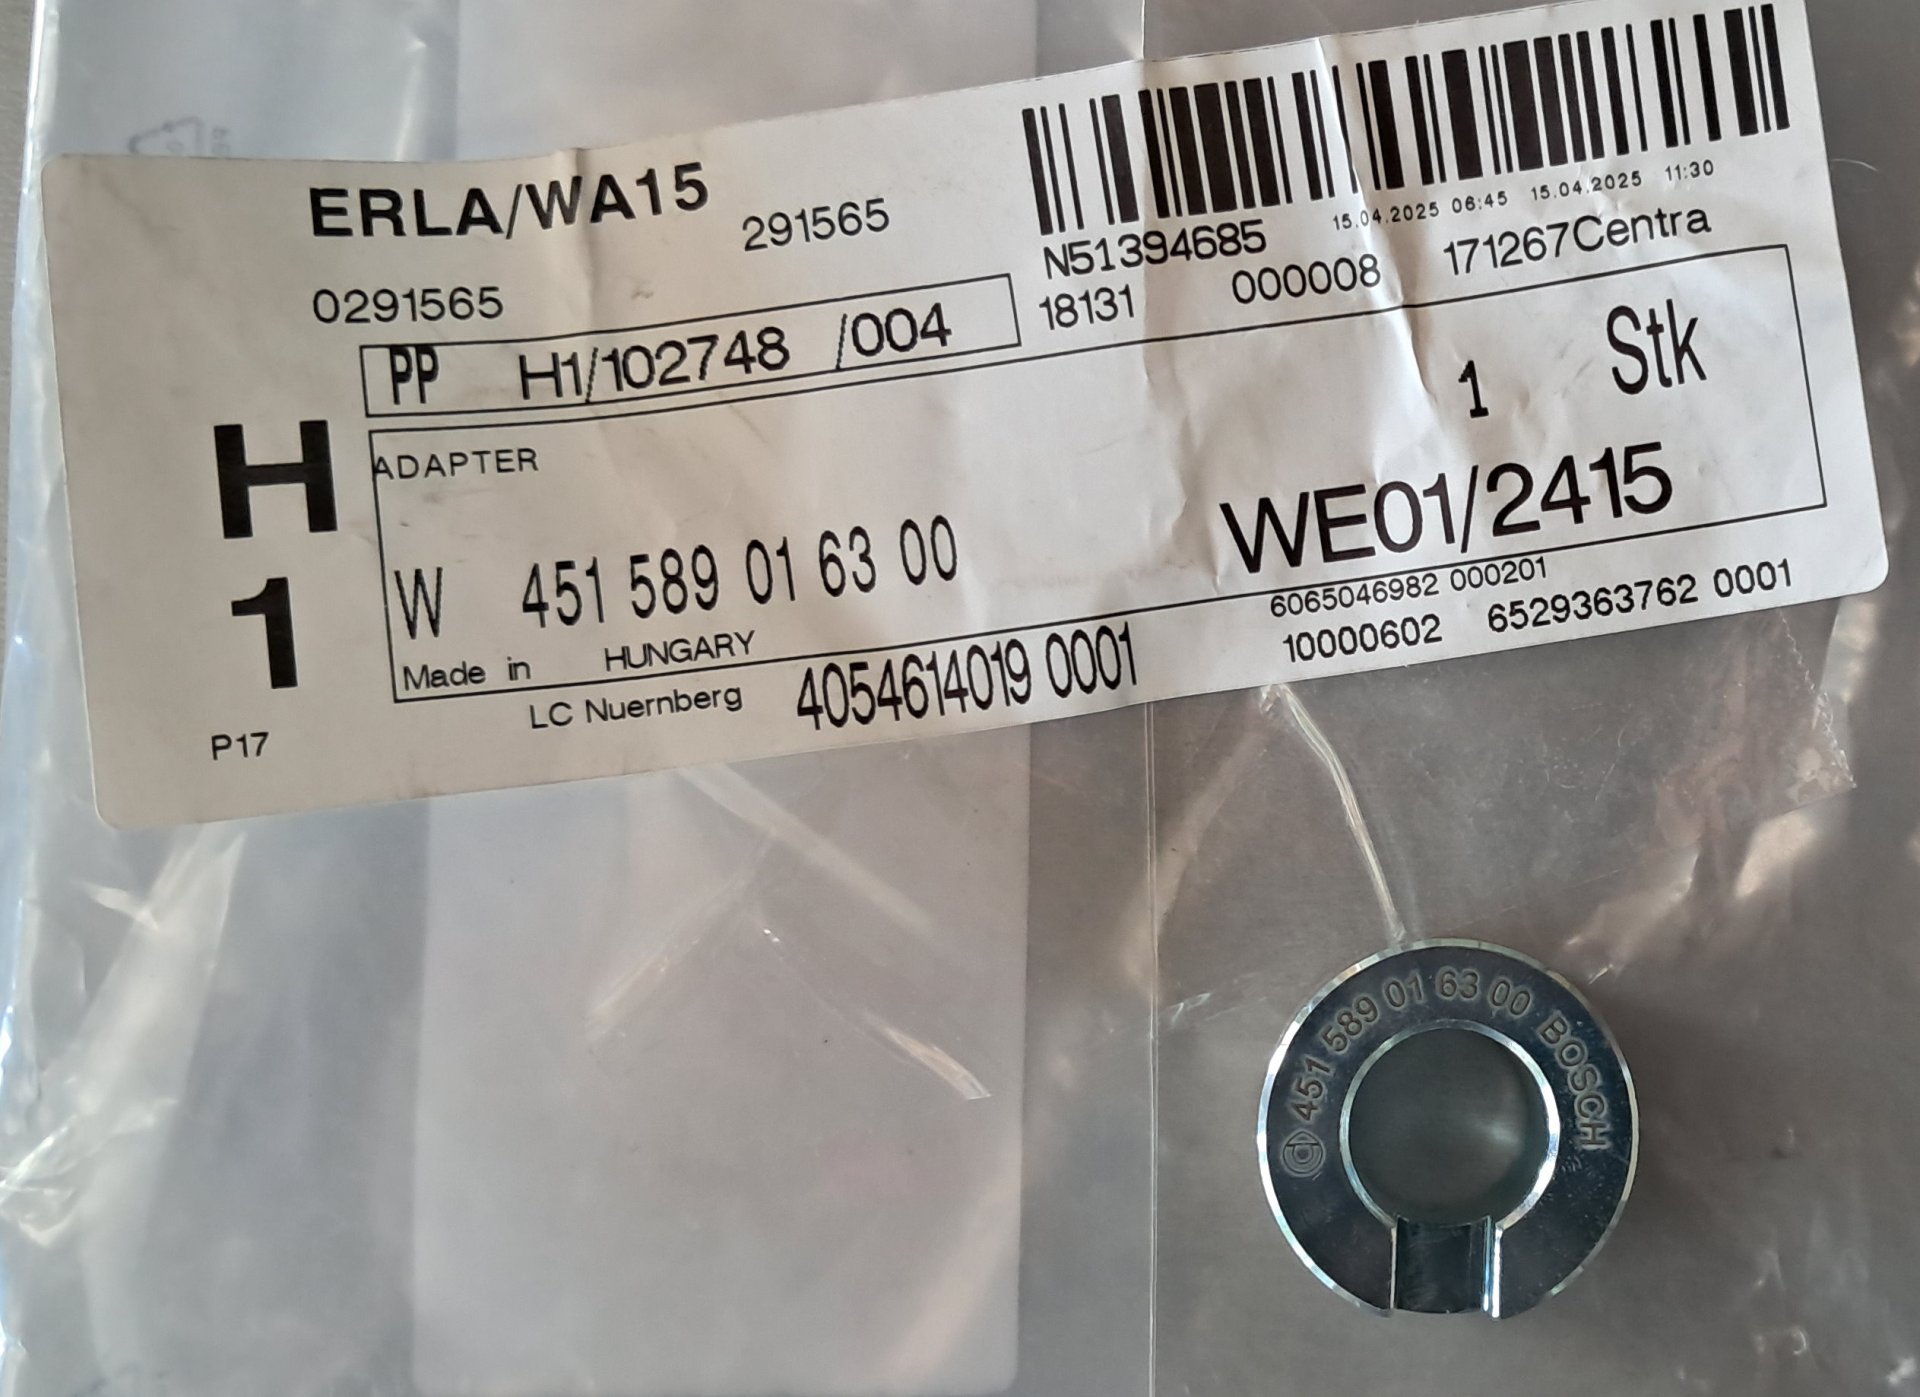 ERLA/WA15 291565
0291565
N51394685 15.04.2025 06:45 15.04.2025 11:30
18131 000008 171267Centra
PP H1/102748 /004
H
1
P17
ADAPTER
1 Stk
W 451 589 01 63 00 WE01/2415
Made in HUNGARY
6065046982 000201
LC Nuernberg 4054614019 0001 10000602 6529363762 0001
451 589 01 63 00 BOSCH